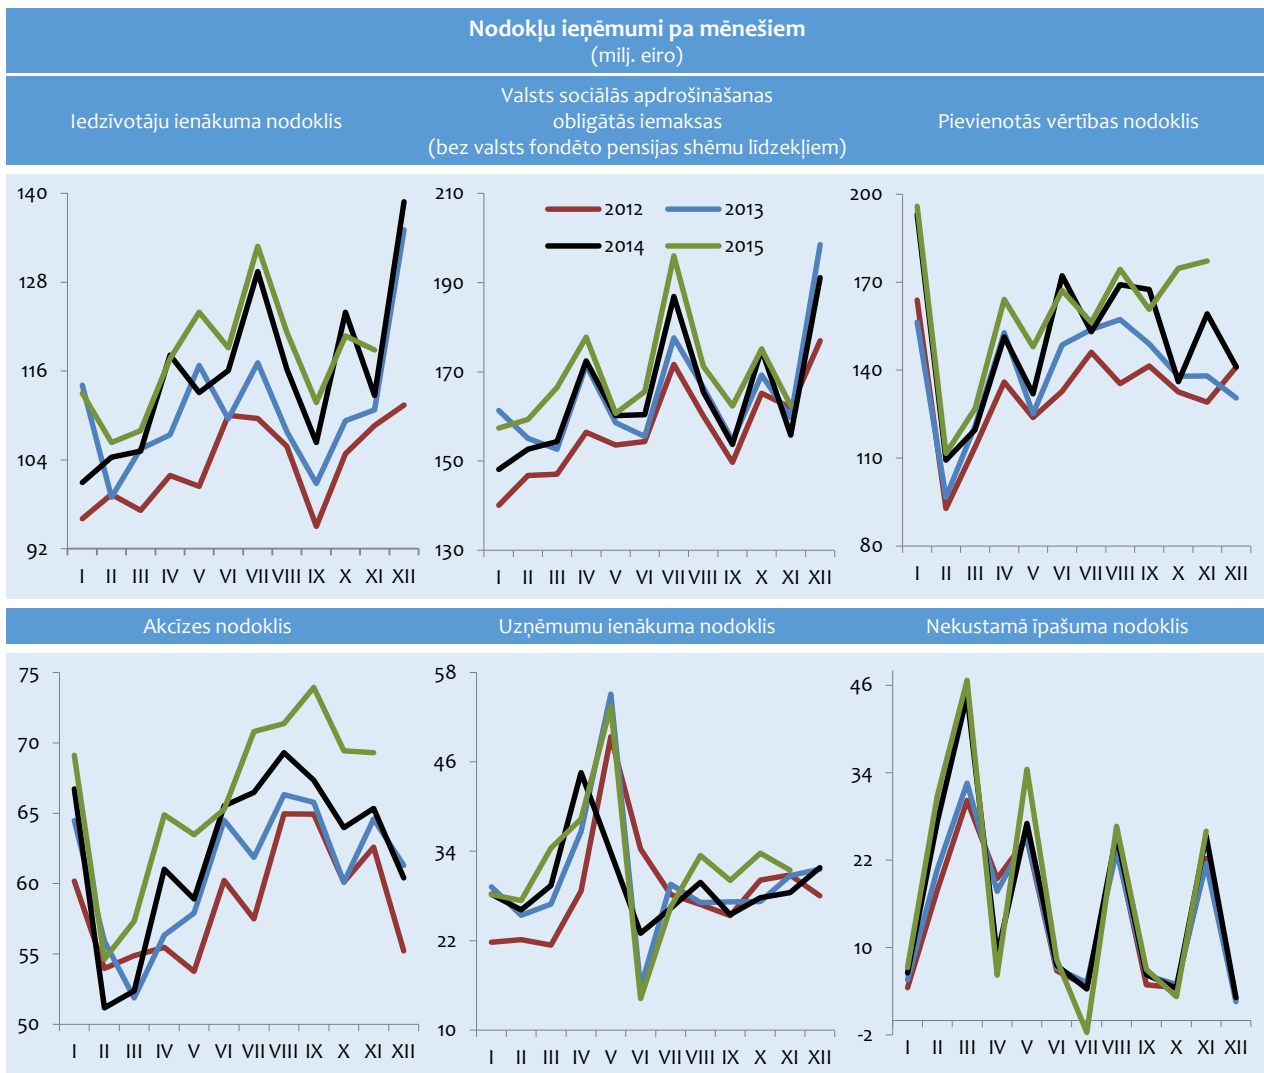 Nodokļu ieņēmumi pa mēnešiem
(milj. eiro)
Iedzīvotāju ienākuma nodoklis
Valsts sociālās apdrošināšanas
obligātās iemaksas
(bez valsts fondēto pensijas shēmu līdzekļiem)
Pievienotās vērtības nodoklis
140
128
116
104
92
I II III IV V VI VII VIII IX X XI XII
210
190
170
150
130
2012 2013
2014 2015
I II III IV V VI VII VIII IX X XI XII
200
170
140
110
80
I II III IV V VI VII VIII IX X XI XII
Akcīzes nodoklis
Uzņēmumu ienākuma nodoklis
Nekustamā īpašuma nodoklis
75
70
65
60
55
50
I II III IV V VI VII VIII IX X XI XII
58
46
34
22
10
I II III IV V VI VII VIII IX X XI XII
46
34
22
10
-2
I II III IV V VI VII VIII IX X XI XII